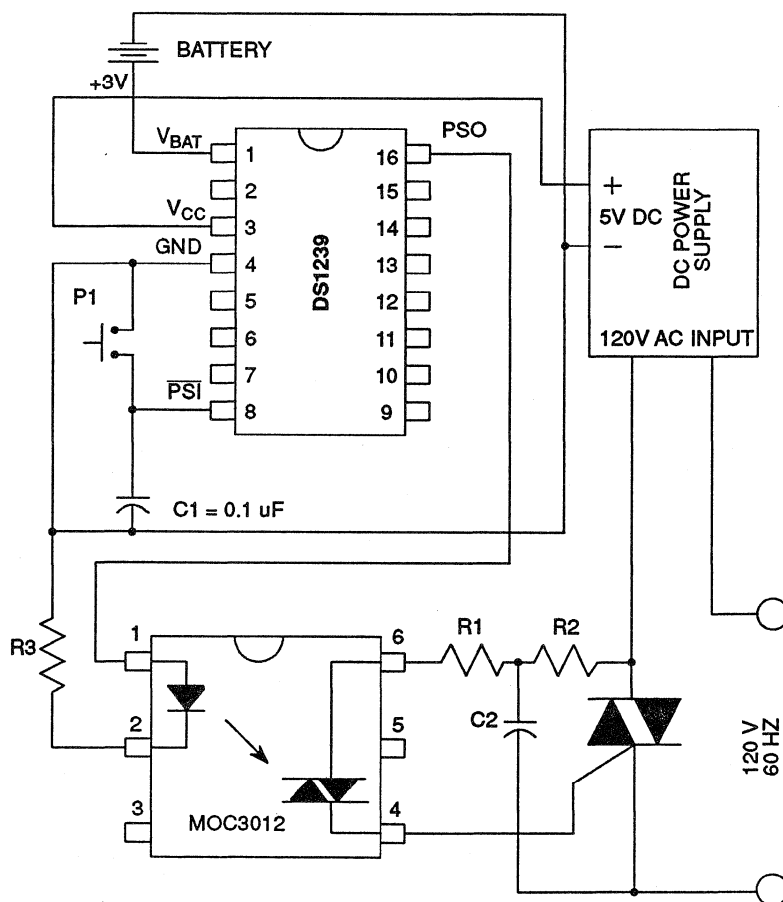 BATTERY
+3V
PSO
VBAT
1
16
2
15
VCC
3
14
GND
4
13
P1
5
12
6
11
7
10
PSI
8
9
DS1239
C1 = 0.1 uF
+
5V DC
−
DC POWER
SUPPLY
120V AC INPUT
R3
1
6
R1
R2
2
5
C2
3
4
MOC3012
120 V
60 HZ